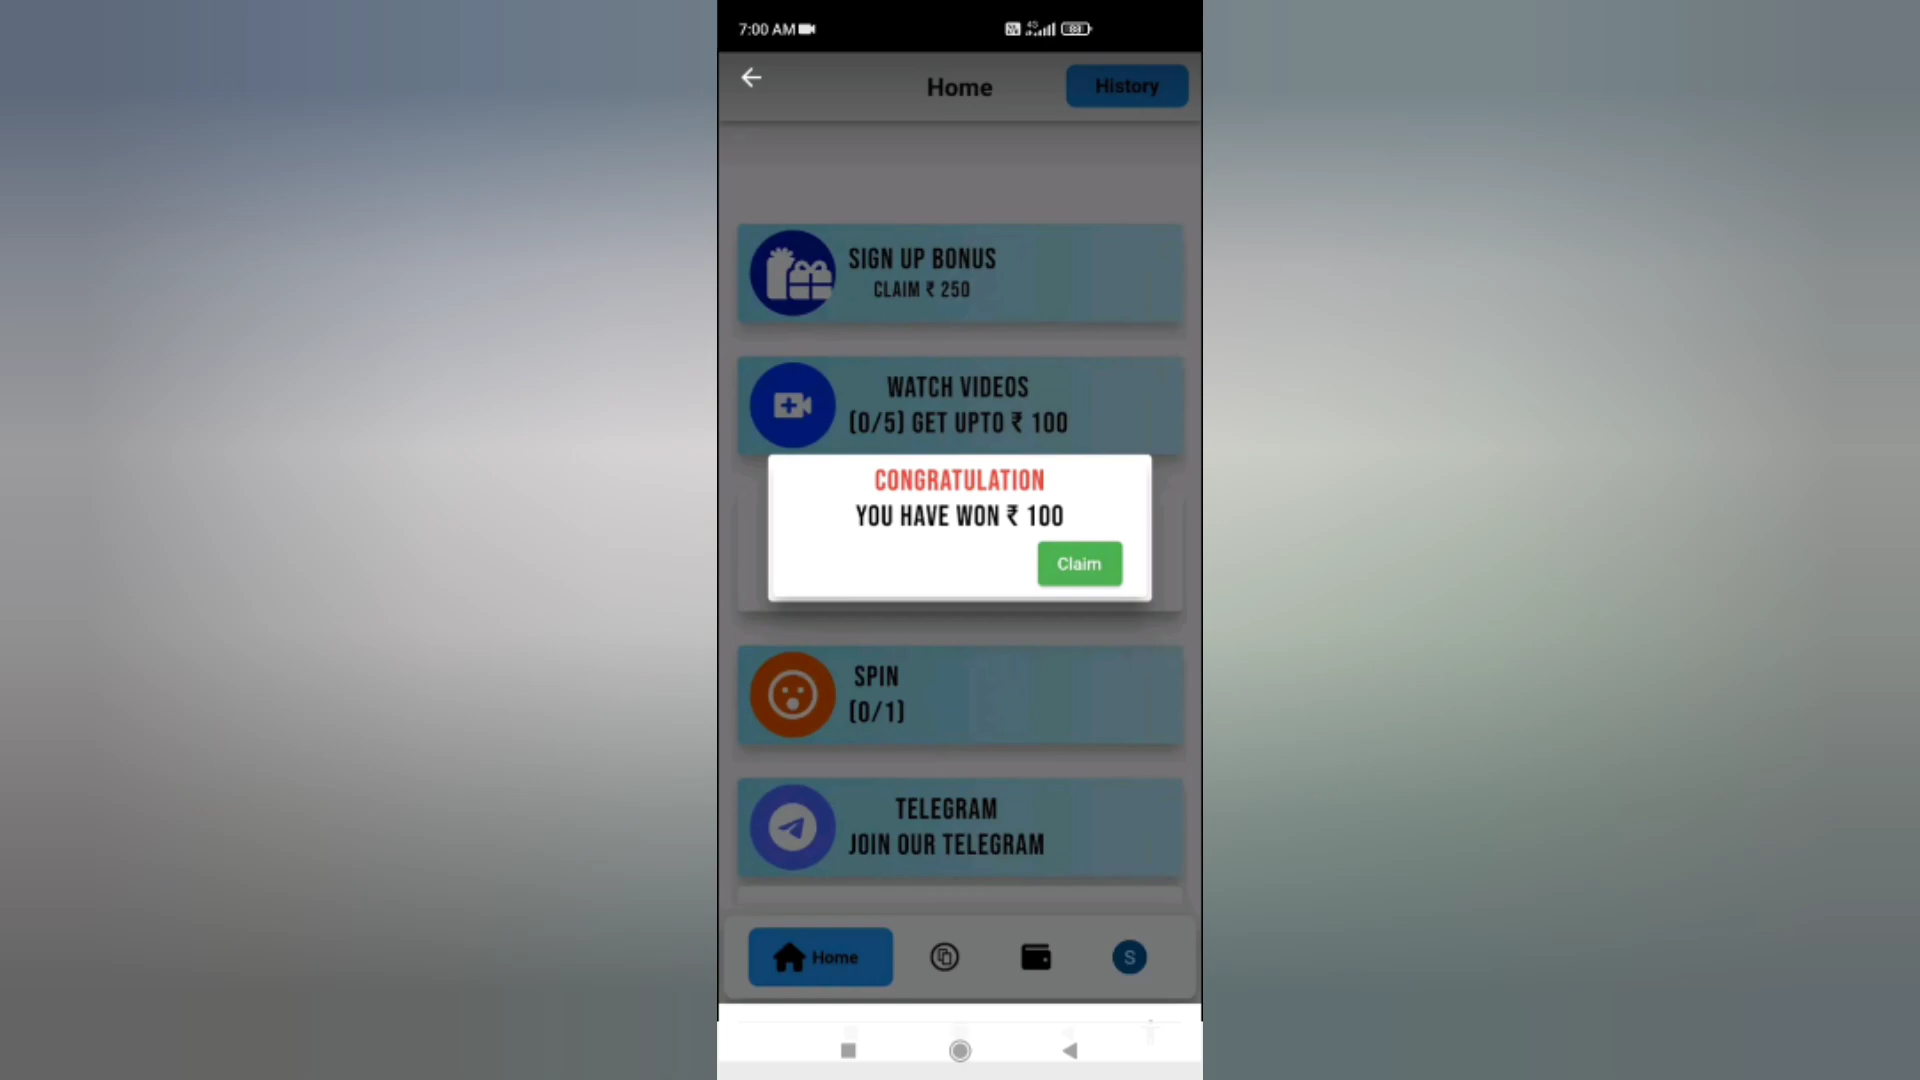 7:00 AM
4G
Home
History
SIGN UP BONUS
CLAIM ₹ 250
WATCH VIDEOS
(0/5) GET UPTO ₹ 100
CONGRATULATION
YOU HAVE WON ₹ 100
Claim
SPIN
(0/1)
TELEGRAM
JOIN OUR TELEGRAM
Home
S